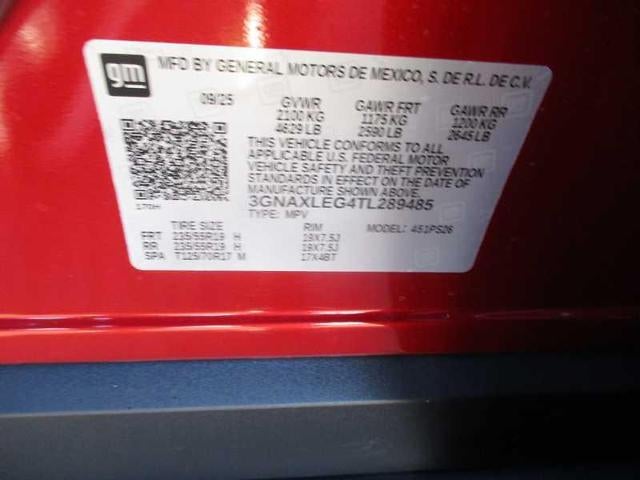 gm
MFD BY GENERAL MOTORS DE MEXICO, S. DE R.L. DE C.V.
09/25 GVWR GAWR FRT GAWR RR
2100 KG 1175 KG 1200 KG
4629 LB 2590 LB 2645 LB
THIS VEHICLE CONFORMS TO ALL
APPLICABLE U.S. FEDERAL MOTOR
VEHICLE SAFETY AND THEFT PREVENTION
STANDARDS IN EFFECT ON THE DATE OF
MANUFACTURE SHOWN ABOVE.
170H 3GNAXLEG4TL289485
TYPE: MPV MODEL: 451PS26
TIRE SIZE RIM
FRT 235/55R19 H 19X7.5J
RR 235/55R19 H 19X7.5J
SPA T125/70R17 M 17X4BT